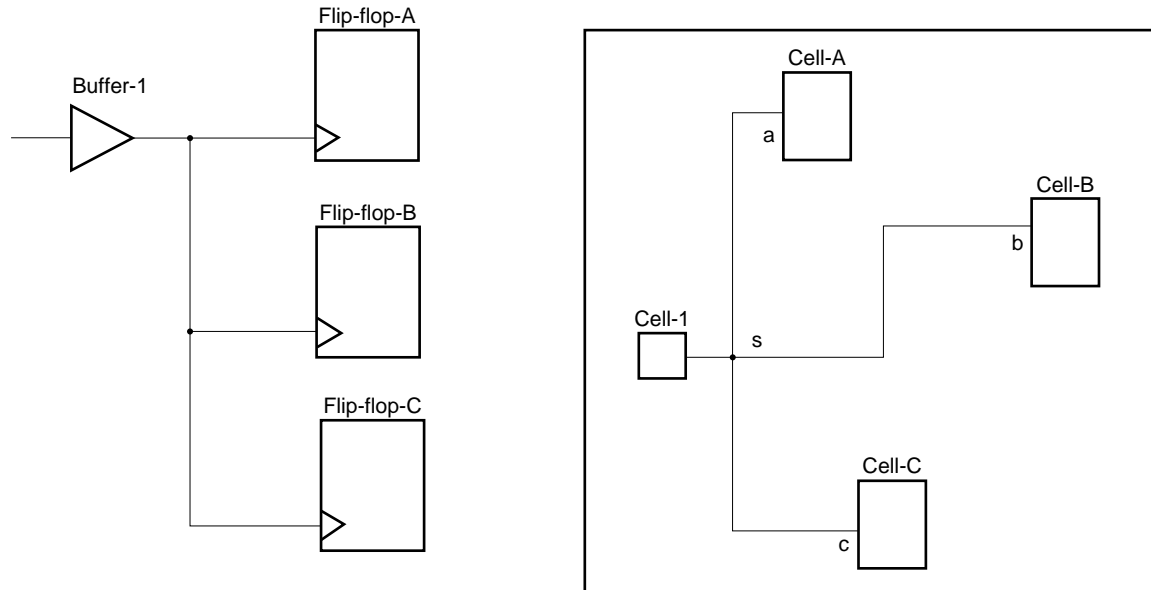 Flip-flop-A
Buffer-1
Flip-flop-B
Flip-flop-C
Cell-A
a
Cell-B
b
Cell-1
s
Cell-C
c